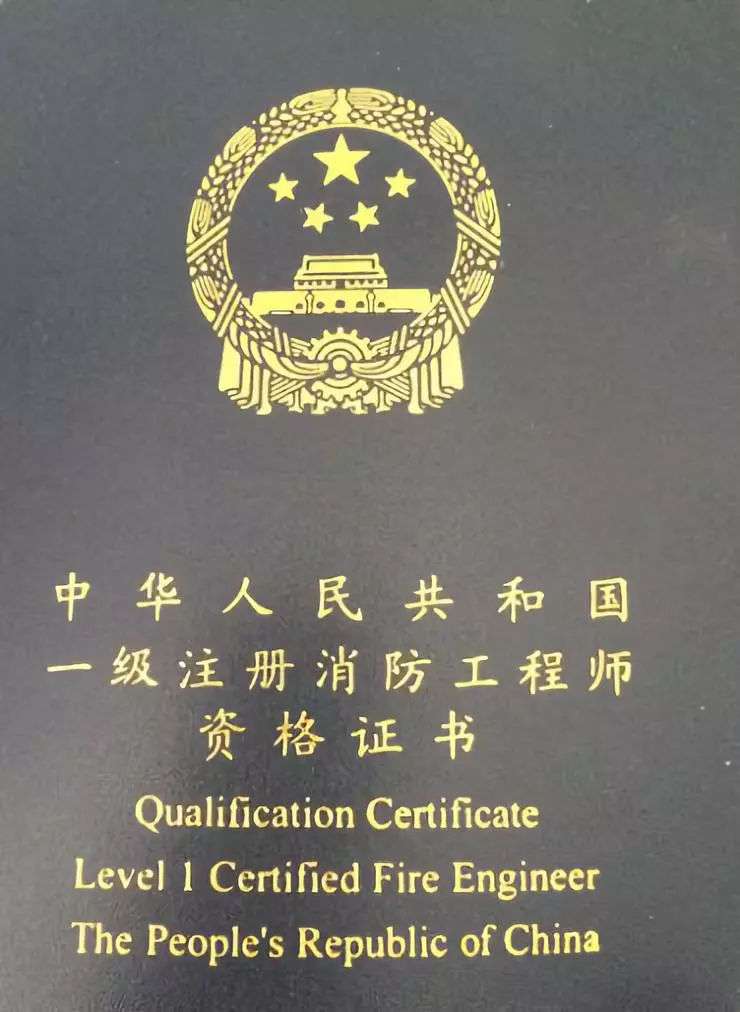 中华人民共和国
一级注册消防工程师
资格证书
Qualification Certificate
Level 1 Certified Fire Engineer
The People's Republic of China